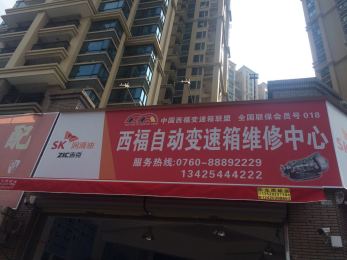 中国西福变速箱联盟 全国联保会员号 018
西福自动变速箱维修中心
服务热线:0760-88892229
13425444222
SK 润滑油
ZIC
配